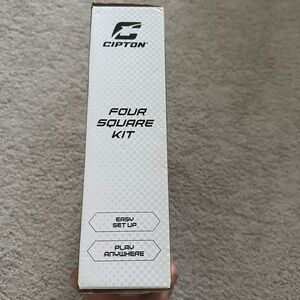 CIPTON
FOUR
SQUARE
KIT
EASY
SET UP
PLAY
ANYWHERE